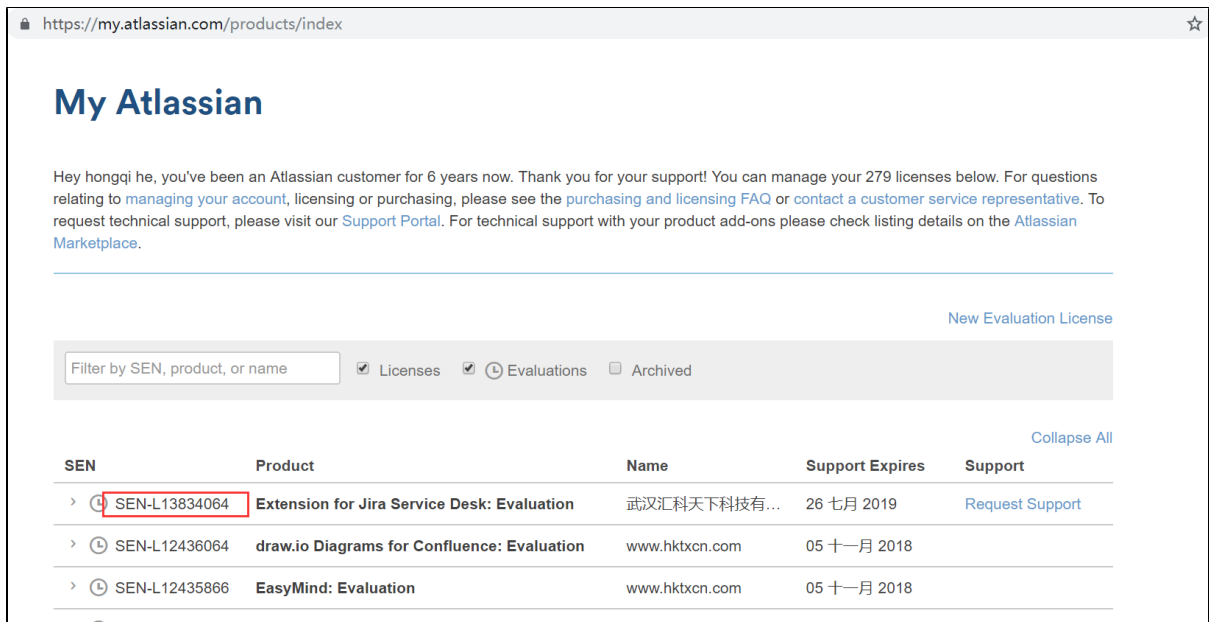 https://my.atlassian.com/products/index
My Atlassian
Hey hongqi he, you've been an Atlassian customer for 6 years now. Thank you for your support! You can manage your 279 licenses below. For questions
relating to managing your account, licensing or purchasing, please see the purchasing and licensing FAQ or contact a customer service representative. To
request technical support, please visit our Support Portal. For technical support with your product add-ons please check listing details on the Atlassian
Marketplace.
New Evaluation License
Filter by SEN, product, or name Licenses Evaluations Archived
Collapse All
SEN Product Name Support Expires Support
SEN-L13834064 Extension for Jira Service Desk: Evaluation 武汉汇科天下科技有... 26 七月 2019 Request Support
SEN-L12436064 draw.io Diagrams for Confluence: Evaluation www.hktxcn.com 05 十一月 2018
SEN-L12435866 EasyMind: Evaluation www.hktxcn.com 05 十一月 2018